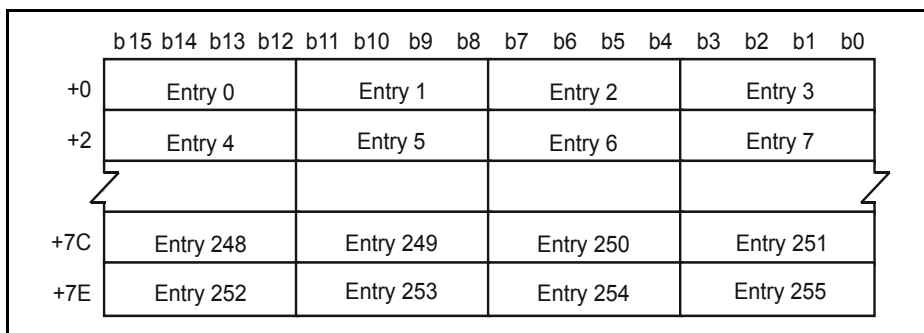 b15 b14 b13 b12 b11 b10 b9 b8 b7 b6 b5 b4 b3 b2 b1 b0
+0 Entry 0 Entry 1 Entry 2 Entry 3
+2 Entry 4 Entry 5 Entry 6 Entry 7
+7C Entry 248 Entry 249 Entry 250 Entry 251
+7E Entry 252 Entry 253 Entry 254 Entry 255